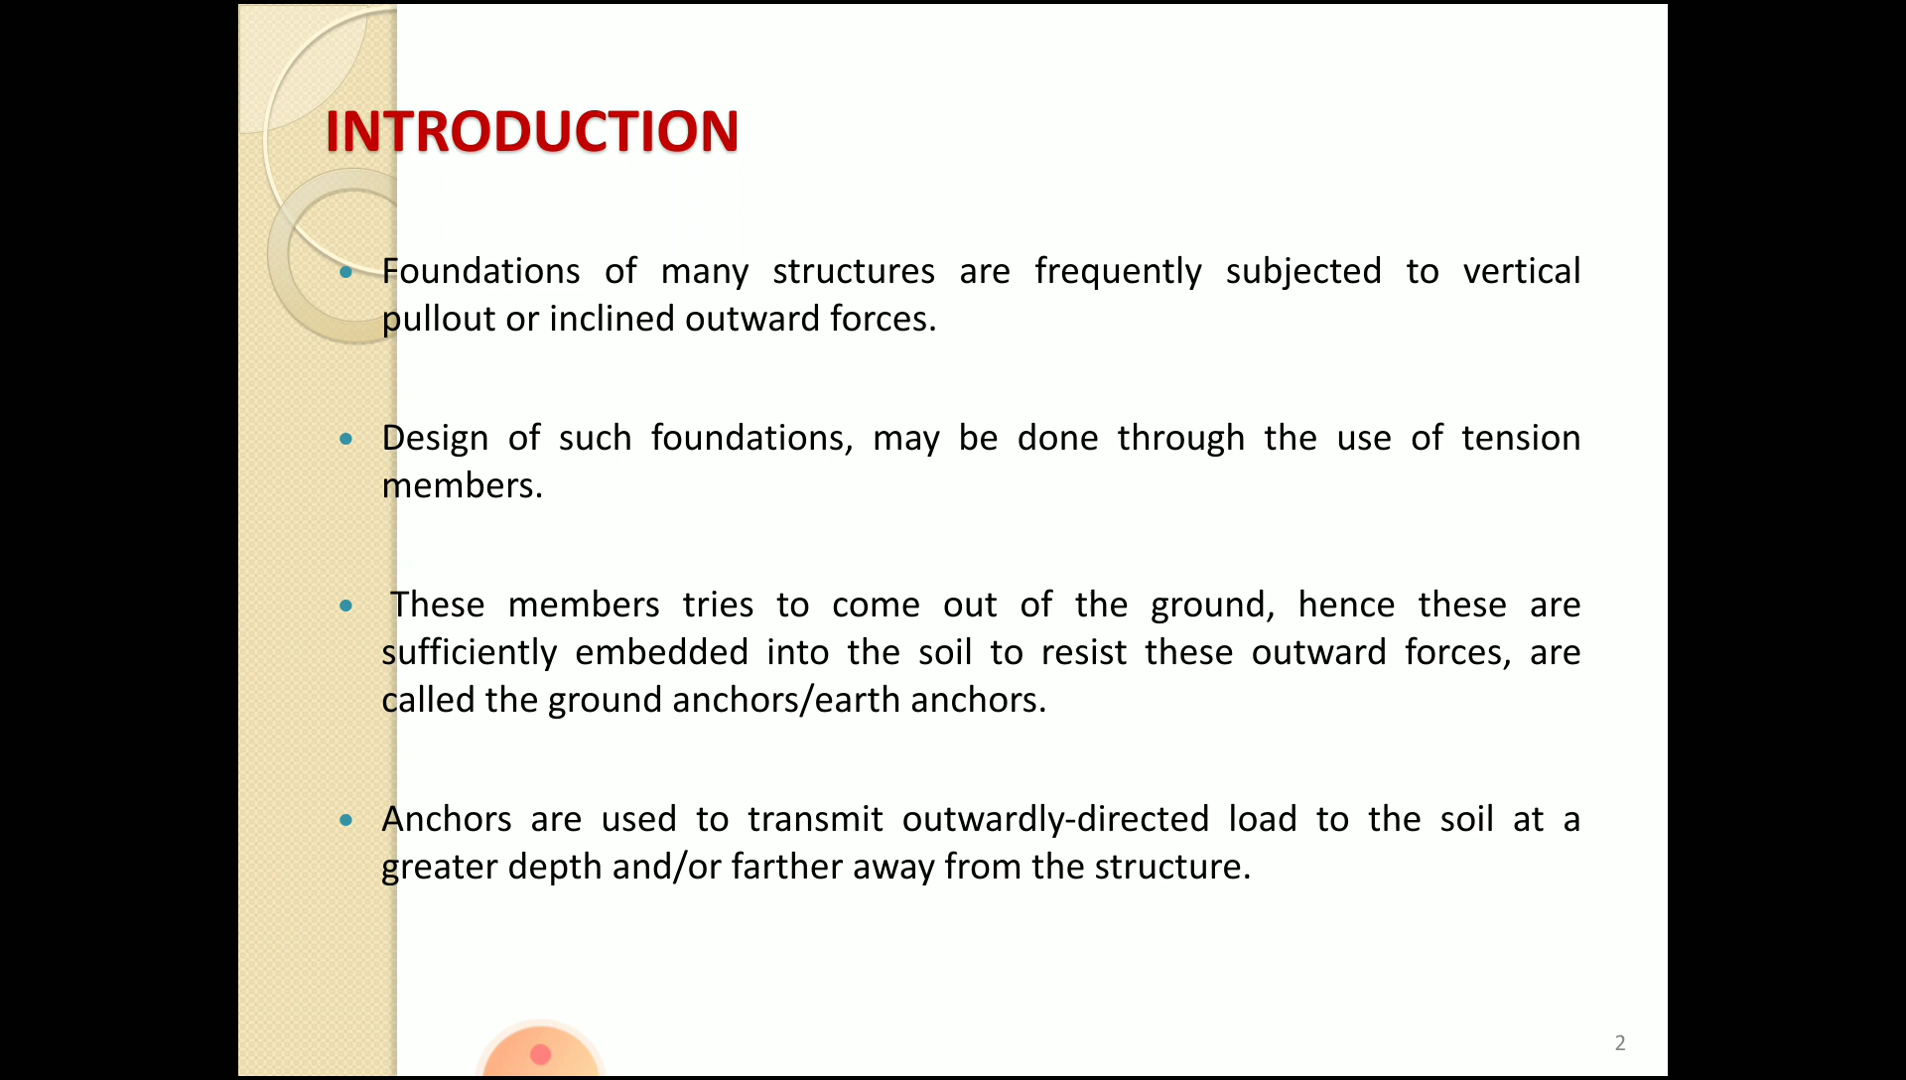 INTRODUCTION
• Foundations of many structures are frequently subjected to vertical
pullout or inclined outward forces.
• Design of such foundations, may be done through the use of tension
members.
• These members tries to come out of the ground, hence these are
sufficiently embedded into the soil to resist these outward forces, are
called the ground anchors/earth anchors.
• Anchors are used to transmit outwardly-directed load to the soil at a
greater depth and/or farther away from the structure.
2